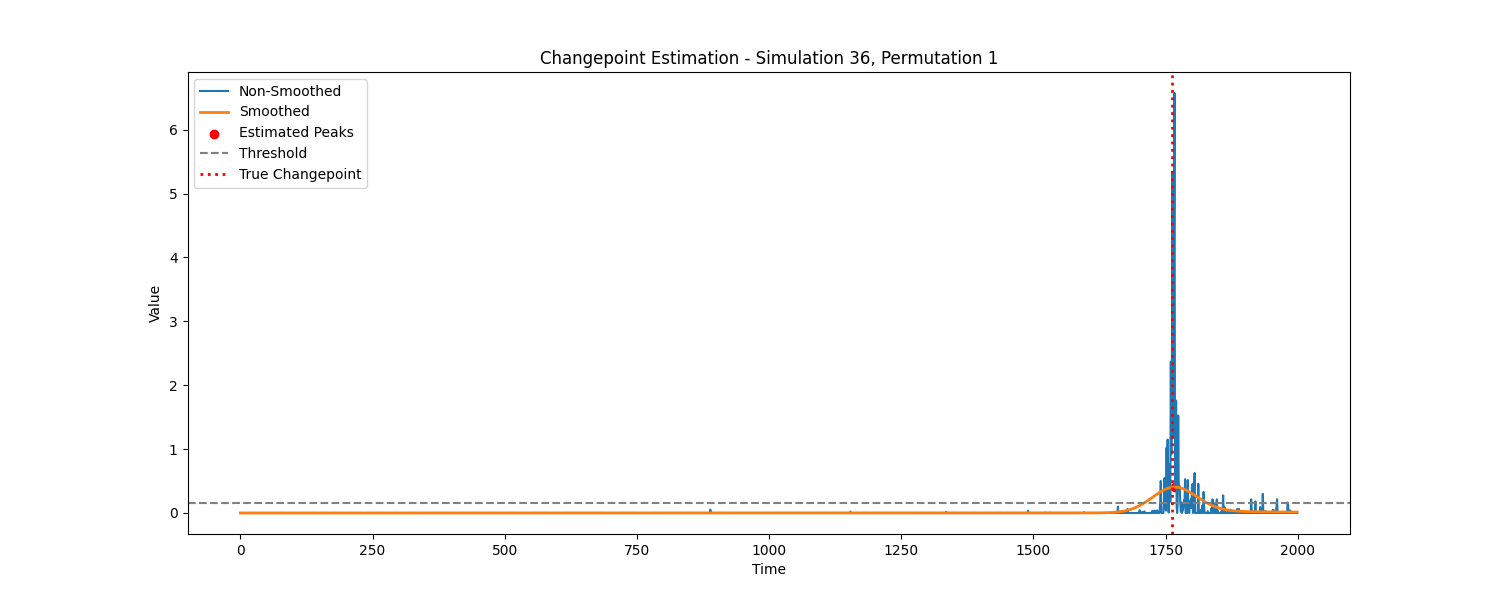 Changepoint Estimation - Simulation 36, Permutation 1
Non-Smoothed
Smoothed
Estimated Peaks
Threshold
True Changepoint
6
5
4
3
2
1
0
Value
0 250 500 750 1000 1250 1500 1750 2000
Time